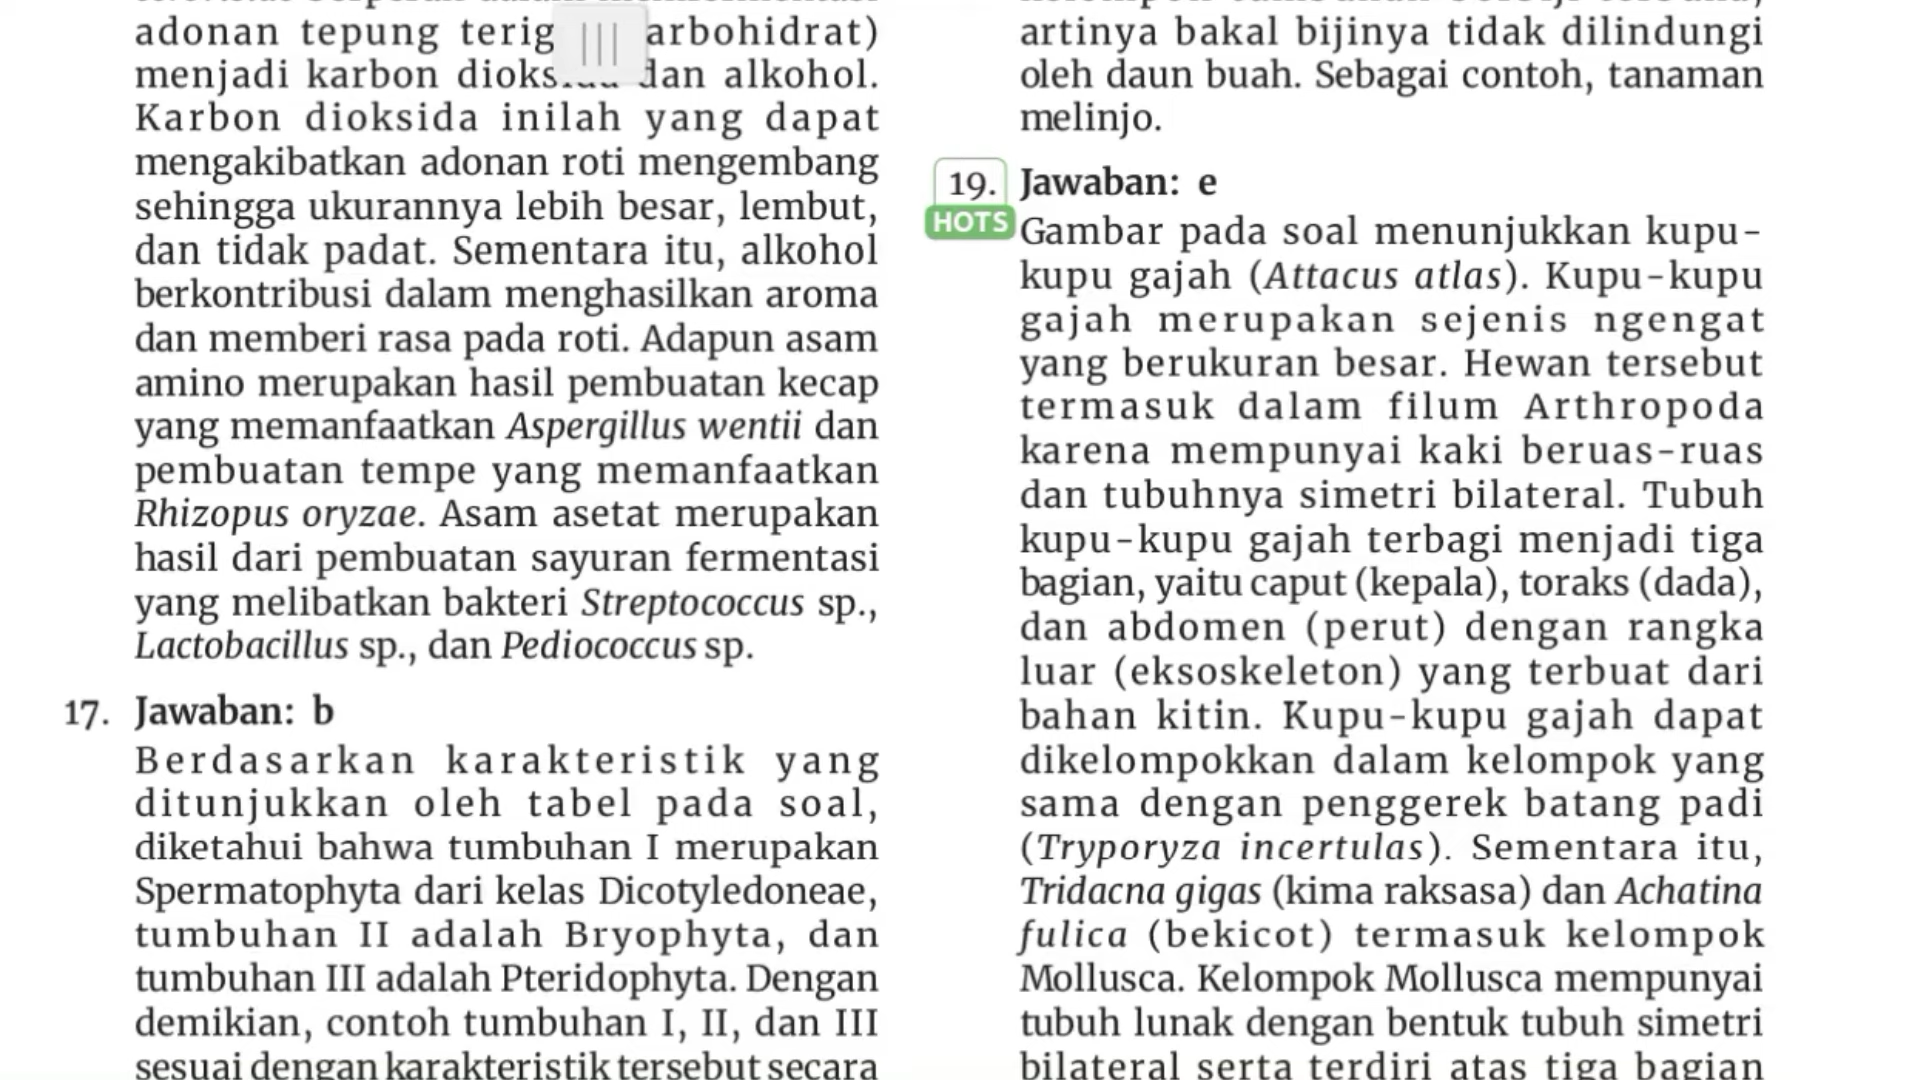 adonan tepung terig arbohidrat)
menjadi karbon dioks dan alkohol.
Karbon dioksida inilah yang dapat
mengakibatkan adonan roti mengembang
sehingga ukurannya lebih besar, lembut,
dan tidak padat. Sementara itu, alkohol
berkontribusi dalam menghasilkan aroma
dan memberi rasa pada roti. Adapun asam
amino merupakan hasil pembuatan kecap
yang memanfaatkan Aspergillus wentii dan
pembuatan tempe yang memanfaatkan
Rhizopus oryzae. Asam asetat merupakan
hasil dari pembuatan sayuran fermentasi
yang melibatkan bakteri Streptococcus sp.,
Lactobacillus sp., dan Pediococcus sp.
17. Jawaban: b
Berdasarkan karakteristik yang
ditunjukkan oleh tabel pada soal,
diketahui bahwa tumbuhan I merupakan
Spermatophyta dari kelas Dicotyledoneae,
tumbuhan II adalah Bryophyta, dan
tumbuhan III adalah Pteridophyta. Dengan
demikian, contoh tumbuhan I, II, dan III
sesuai dengan karakteristik tersebut secara
artinya bakal bijinya tidak dilindungi
oleh daun buah. Sebagai contoh, tanaman
melinjo.
19. Jawaban: e
HOTS
Gambar pada soal menunjukkan kupu-
kupu gajah (Attacus atlas). Kupu-kupu
gajah merupakan sejenis ngengat
yang berukuran besar. Hewan tersebut
termasuk dalam filum Arthropoda
karena mempunyai kaki beruas-ruas
dan tubuhnya simetri bilateral. Tubuh
kupu-kupu gajah terbagi menjadi tiga
bagian, yaitu caput (kepala), toraks (dada),
dan abdomen (perut) dengan rangka
luar (eksoskeleton) yang terbuat dari
bahan kitin. Kupu-kupu gajah dapat
dikelompokkan dalam kelompok yang
sama dengan penggerek batang padi
(Tryporyza incertulas). Sementara itu,
Tridacna gigas (kima raksasa) dan Achatina
fulica (bekicot) termasuk kelompok
Mollusca. Kelompok Mollusca mempunyai
tubuh lunak dengan bentuk tubuh simetri
bilateral serta terdiri atas tiga bagian